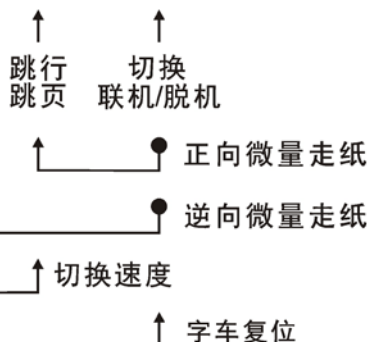 跳行 切换
跳页 联机/脱机
正向微量走纸
逆向微量走纸
切换速度
字车复位